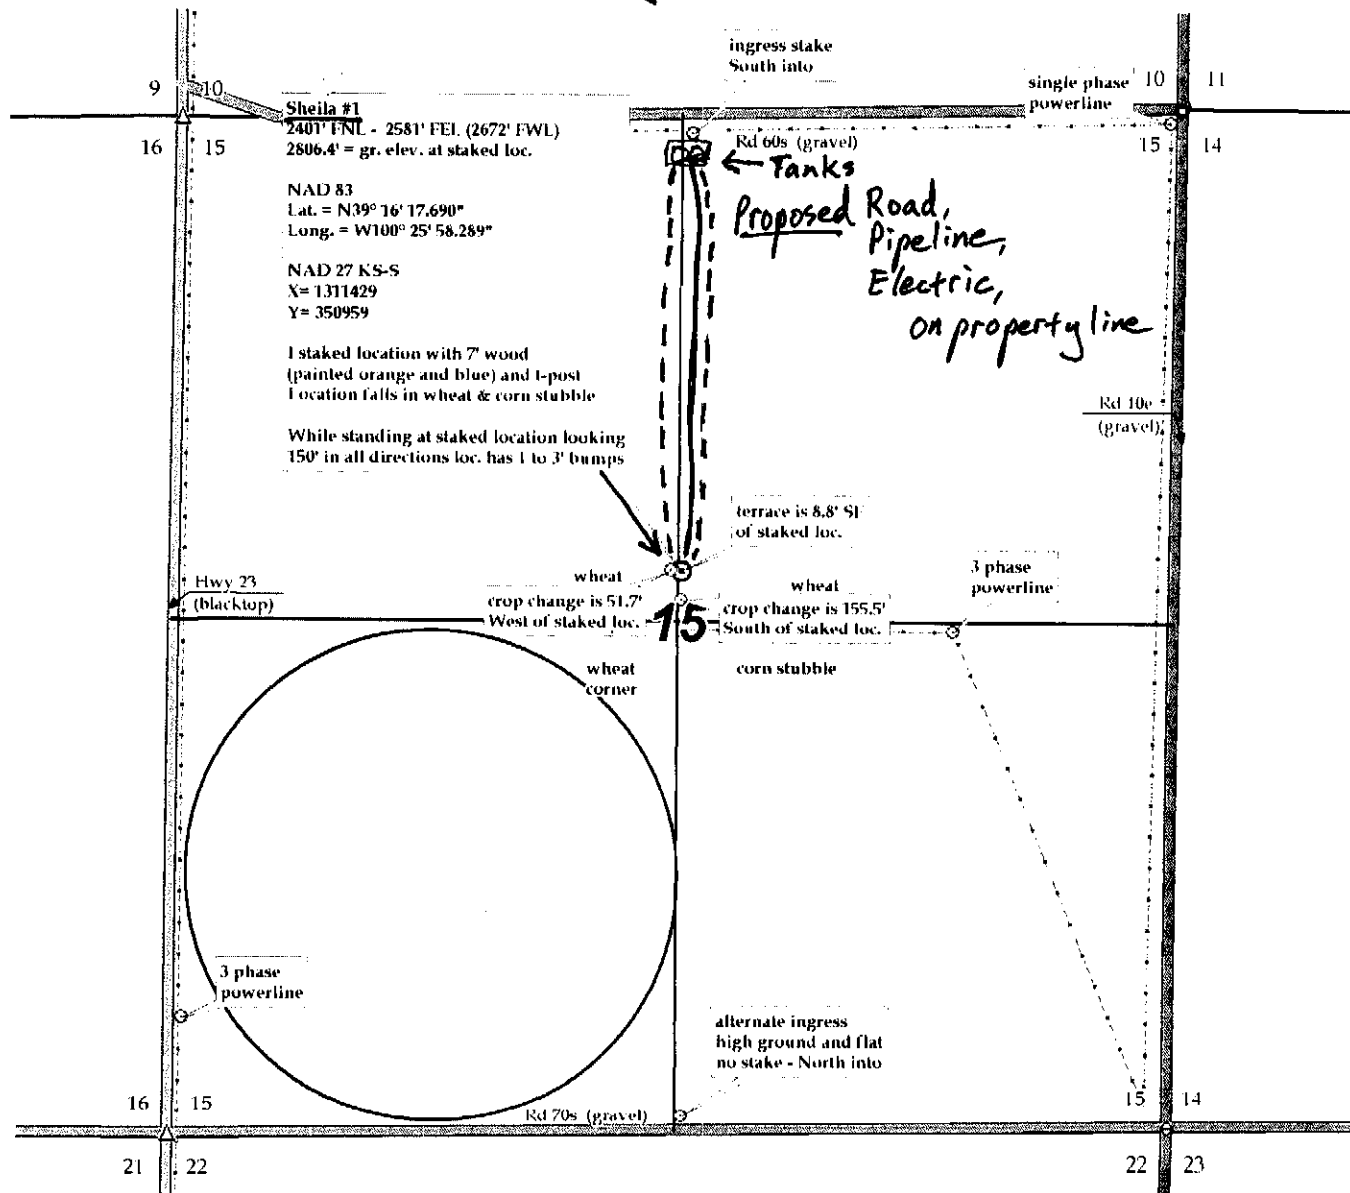 ingress stake
South into
single phase
powerline
9 10
10 11
16 15
15 14
Sheila #1
2401' FNL - 2581' FEL (2672' FWL)
2806.4' = gr. elev. at staked loc.
NAD 83
Lat. = N39° 16' 17.690"
Long. = W100° 25' 58.289"
NAD 27 KS-S
X= 1311429
Y= 350959
I staked location with 7' wood
(painted orange and blue) and t-post
Location falls in wheat & corn stubble
While standing at staked location looking
150' in all directions loc. has 1 to 3' bumps
Rd 60s (gravel)
Tanks
Proposed Road,
Pipeline,
Electric,
on property line
Rd 10e
(gravel)
terrace is 8.8' SE
of staked loc.
3 phase
powerline
Hwy 23
(blacktop)
wheat
crop change is 51.7'
West of staked loc.
wheat
crop change is 155.5'
South of staked loc.
15
wheat
corner
corn stubble
3 phase
powerline
alternate ingress
high ground and flat
no stake - North into
Rd 70s (gravel)
16 15
15 14
21 22
22 23